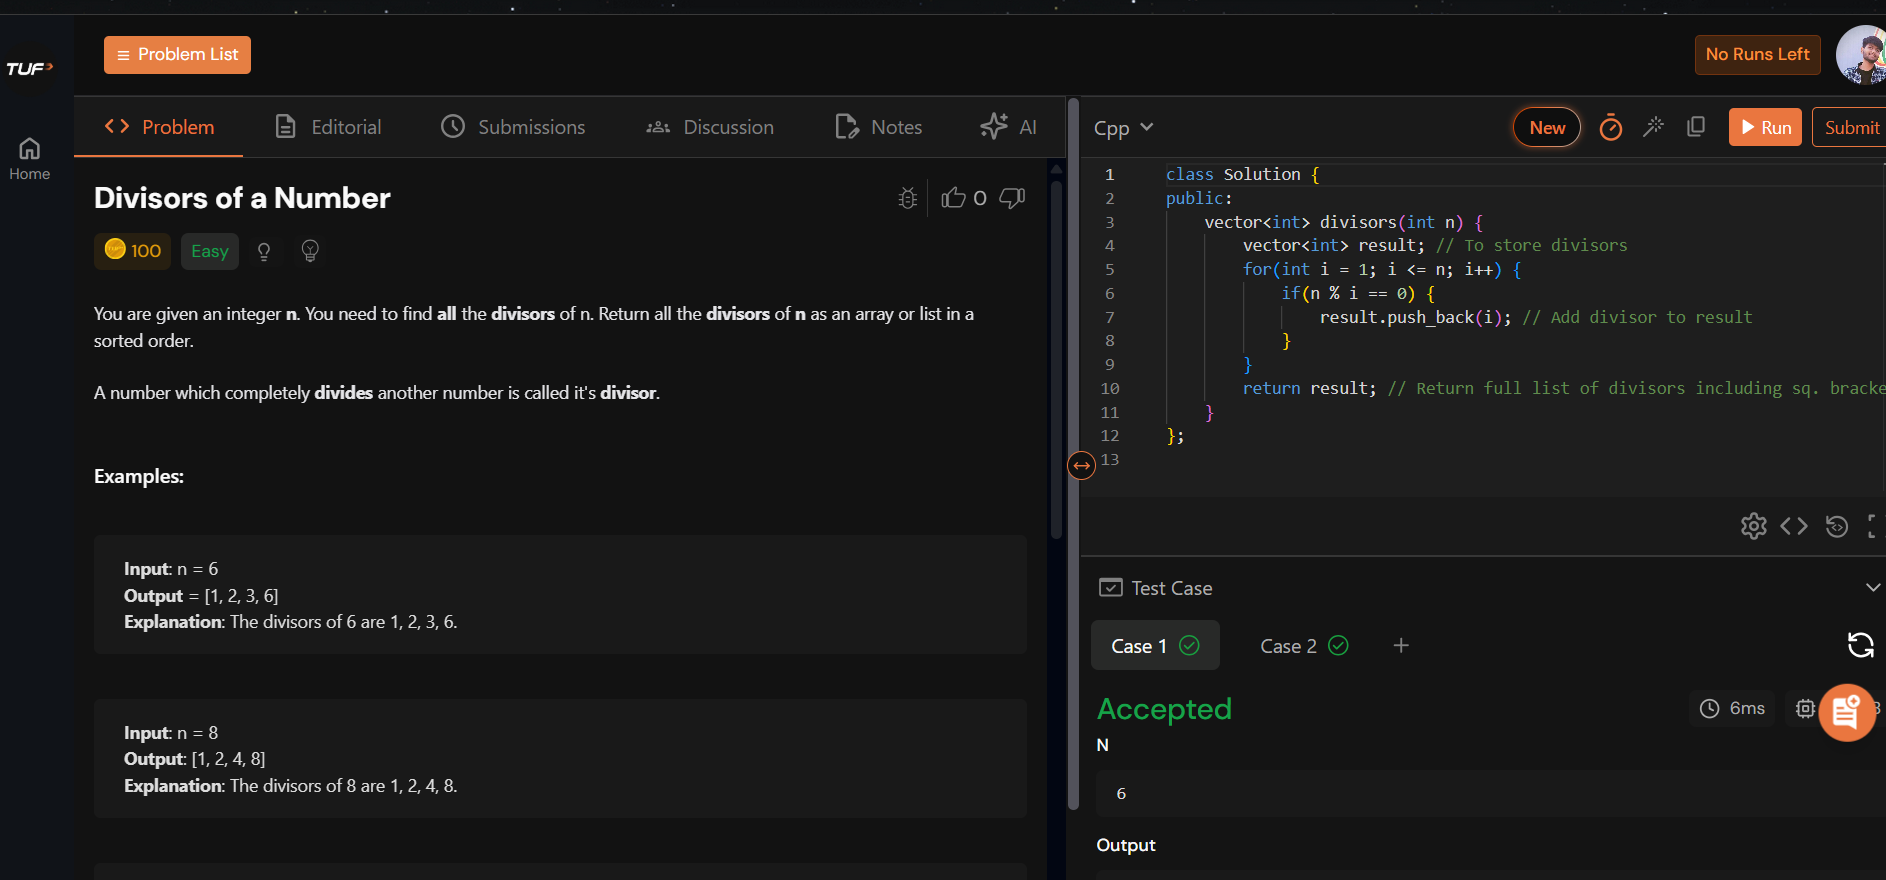 TUF
Home
Problem List
No Runs Left
Problem
Editorial
Submissions
Discussion
Notes
AI
Divisors of a Number
0
100
Easy
You are given an integer n. You need to find all the divisors of n. Return all the divisors of n as an array or list in a
sorted order.
A number which completely divides another number is called it's divisor.
Examples:
Input: n = 6
Output = [1, 2, 3, 6]
Explanation: The divisors of 6 are 1, 2, 3, 6.
Input: n = 8
Output: [1, 2, 4, 8]
Explanation: The divisors of 8 are 1, 2, 4, 8.
Cpp
New
Run
Submit
1 class Solution {
2 public:
3 vector<int> divisors(int n) {
4 vector<int> result; // To store divisors
5 for(int i = 1; i <= n; i++) {
6 if(n % i == 0) {
7 result.push_back(i); // Add divisor to result
8 }
9 }
10 return result; // Return full list of divisors including sq. bracke
11 }
12 };
13
Test Case
Case 1
Case 2
Accepted
6ms
N
6
Output